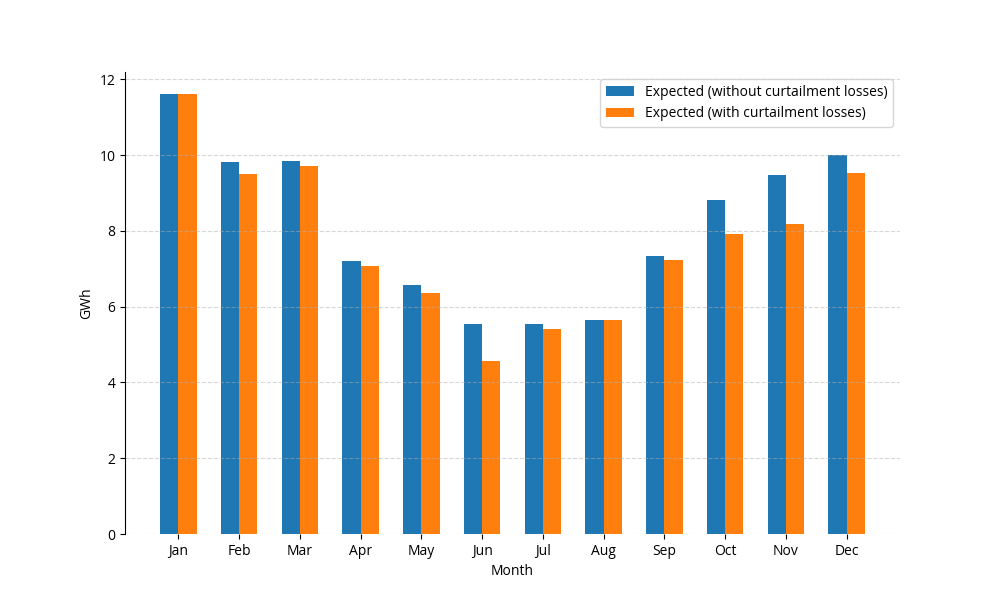 Expected (without curtailment losses)
Expected (with curtailment losses)
12
10
8
6
4
2
0
GWh
Jan Feb Mar Apr May Jun Jul Aug Sep Oct Nov Dec
Month